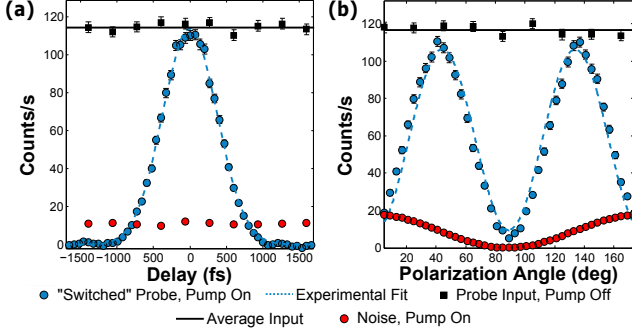 (a)
(b)
120
100
80
60
40
20
0
Counts/s
−1500
−1000
−500
0
500
1000
1500
Delay (fs)
120
100
80
60
40
20
0
Counts/s
20
40
60
80
100
120
140
160
Polarization Angle (deg)
"Switched" Probe, Pump On
Experimental Fit
Probe Input, Pump Off
Average Input
Noise, Pump On